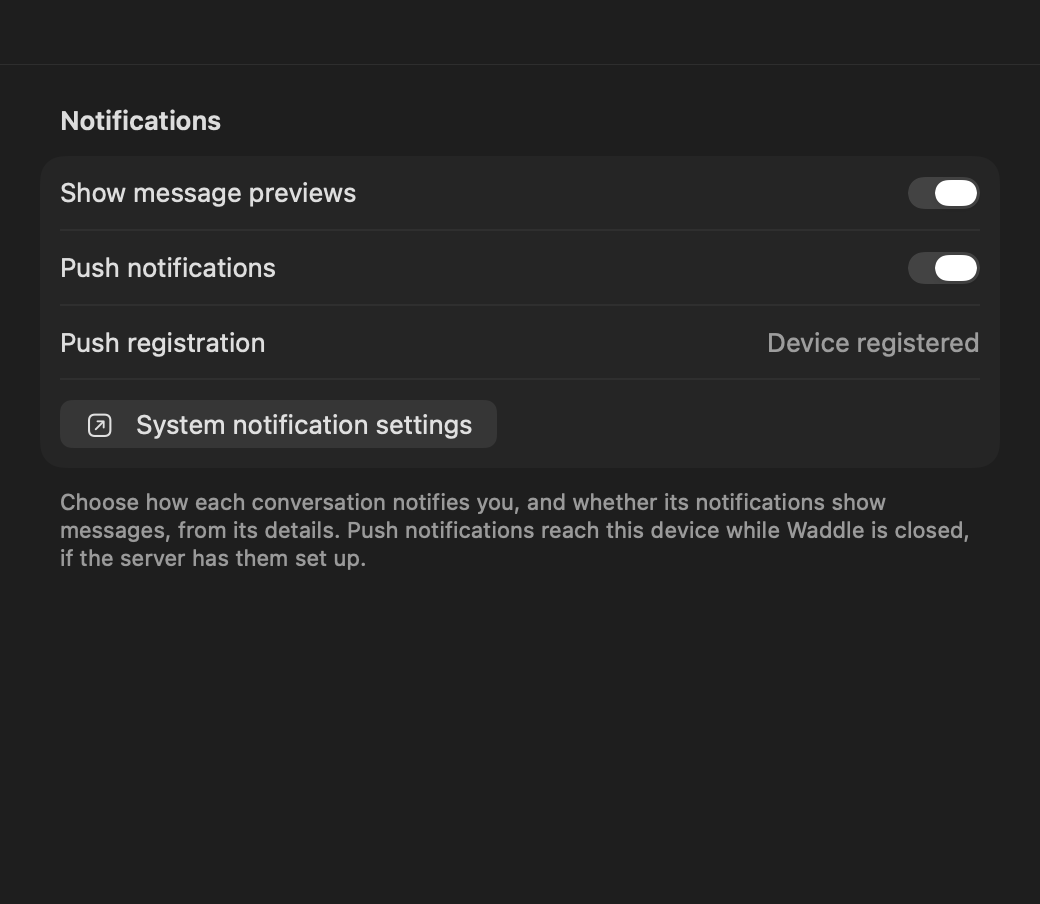 Notifications
Show message previews
Push notifications
Push registration
Device registered
System notification settings
Choose how each conversation notifies you, and whether its notifications show
messages, from its details. Push notifications reach this device while Waddle is closed,
if the server has them set up.